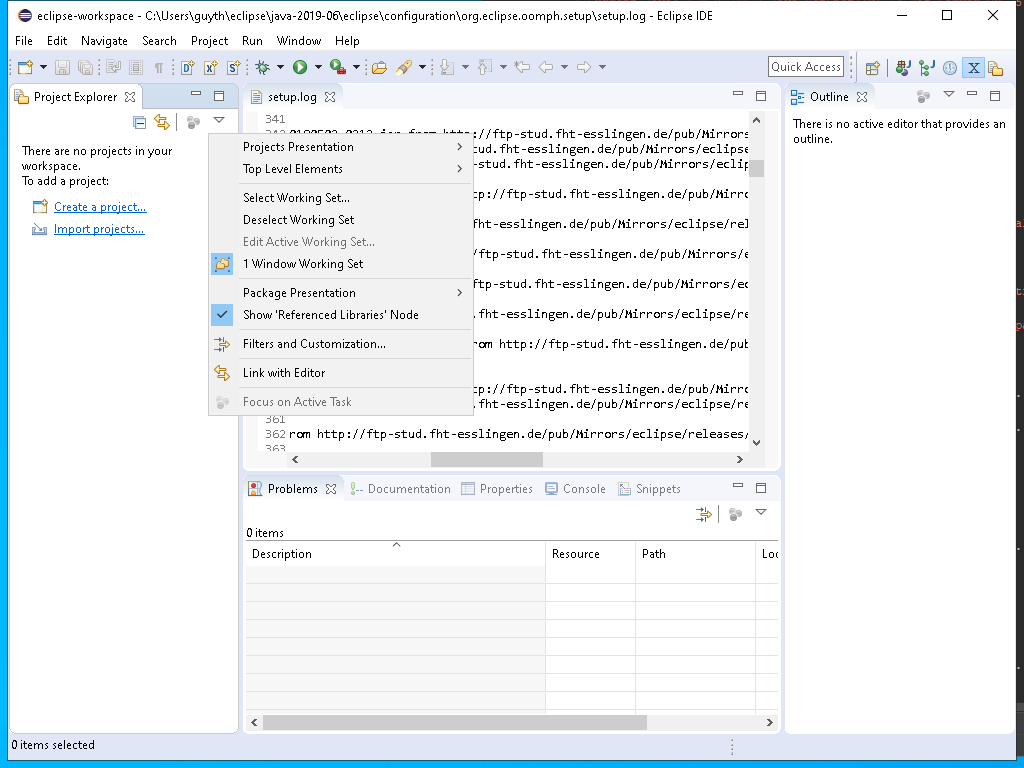 eclipse-workspace - C:\Users\guyth\eclipse\java-2019-06\eclipse\configuration\org.eclipse.oomph.setup\setup.log - Eclipse IDE
File Edit Navigate Search Project Run Window Help
Quick Access
Project Explorer
setup.log
Outline
There are no projects in your
workspace.
To add a project:
Create a project...
Import projects...
There is no active editor that provides an
outline.
Projects Presentation
Top Level Elements
Select Working Set...
Deselect Working Set
Edit Active Working Set...
1 Window Working Set
Package Presentation
Show 'Referenced Libraries' Node
Filters and Customization...
Link with Editor
Focus on Active Task
341
from http://ftp-stud.fht-esslingen.de/pub/Mirrors
tud.fht-esslingen.de/pub/Mirrors/eclipse
-stud.fht-esslingen.de/pub/Mirrors/eclip
tp://ftp-stud.fht-esslingen.de/pub/Mirro
fht-esslingen.de/pub/Mirrors/eclipse/rel
tp://ftp-stud.fht-esslingen.de/pub/Mirro
ftp-stud.fht-esslingen.de/pub/Mirrors/ec
.fht-esslingen.de/pub/Mirrors/eclipse/re
rom http://ftp-stud.fht-esslingen.de/pub
tp://ftp-stud.fht-esslingen.de/pub/Mirro
.fht-esslingen.de/pub/Mirrors/eclipse/re
361
362 rom http://ftp-stud.fht-esslingen.de/pub/Mirrors/eclipse/releases/
363
Problems Documentation Properties Console Snippets
0 items
Description Resource Path Loc
0 items selected